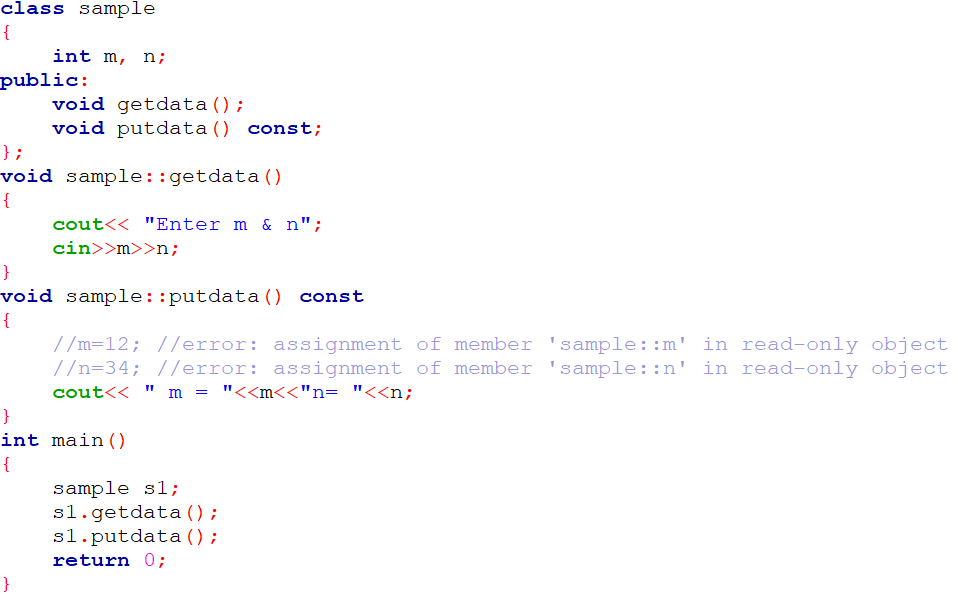 class sample
{
    int m, n;
public:
    void getdata();
    void putdata() const;
};
void sample::getdata()
{
    cout<< "Enter m & n";
    cin>>m>>n;
}
void sample::putdata() const
{
    //m=12; //error: assignment of member 'sample::m' in read-only object
    //n=34; //error: assignment of member 'sample::n' in read-only object
    cout<< " m = "<<m<<"n= "<<n;
}
int main()
{
    sample s1;
    s1.getdata();
    s1.putdata();
    return 0;
}